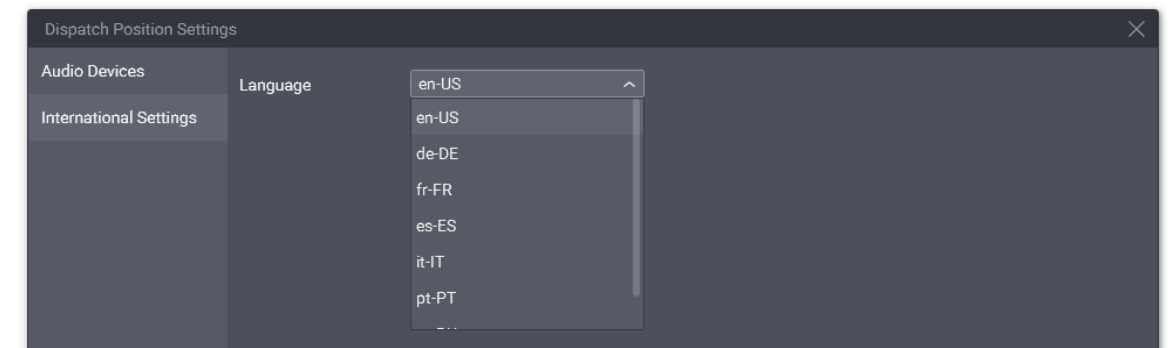 Dispatch Position Settings
Audio Devices
International Settings
Language
en-US
en-US
de-DE
fr-FR
es-ES
it-IT
pt-PT